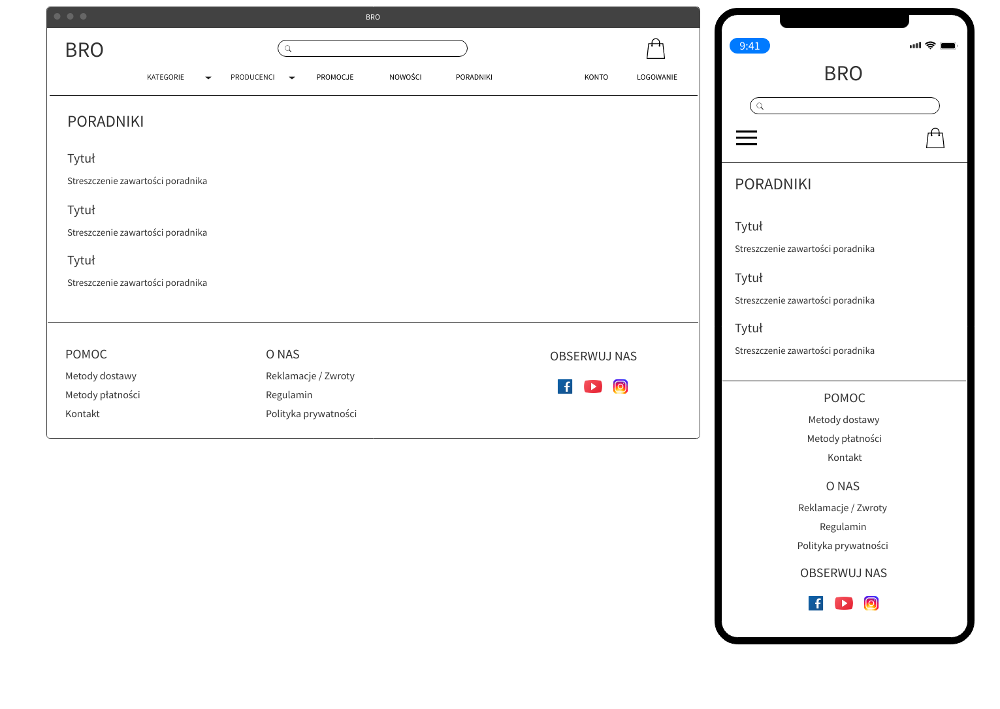 BRO
BRO
KATEGORIE PRODUCENCI PROMOCJE NOWOŚCI PORADNIKI KONTO LOGOWANIE
PORADNIKI
Tytuł
Streszczenie zawartości poradnika
Tytuł
Streszczenie zawartości poradnika
Tytuł
Streszczenie zawartości poradnika
POMOC
Metody dostawy
Metody płatności
Kontakt
O NAS
Reklamacje / Zwroty
Regulamin
Polityka prywatności
OBSERWUJ NAS
9:41
BRO
PORADNIKI
Tytuł
Streszczenie zawartości poradnika
Tytuł
Streszczenie zawartości poradnika
Tytuł
Streszczenie zawartości poradnika
POMOC
Metody dostawy
Metody płatności
Kontakt
O NAS
Reklamacje / Zwroty
Regulamin
Polityka prywatności
OBSERWUJ NAS